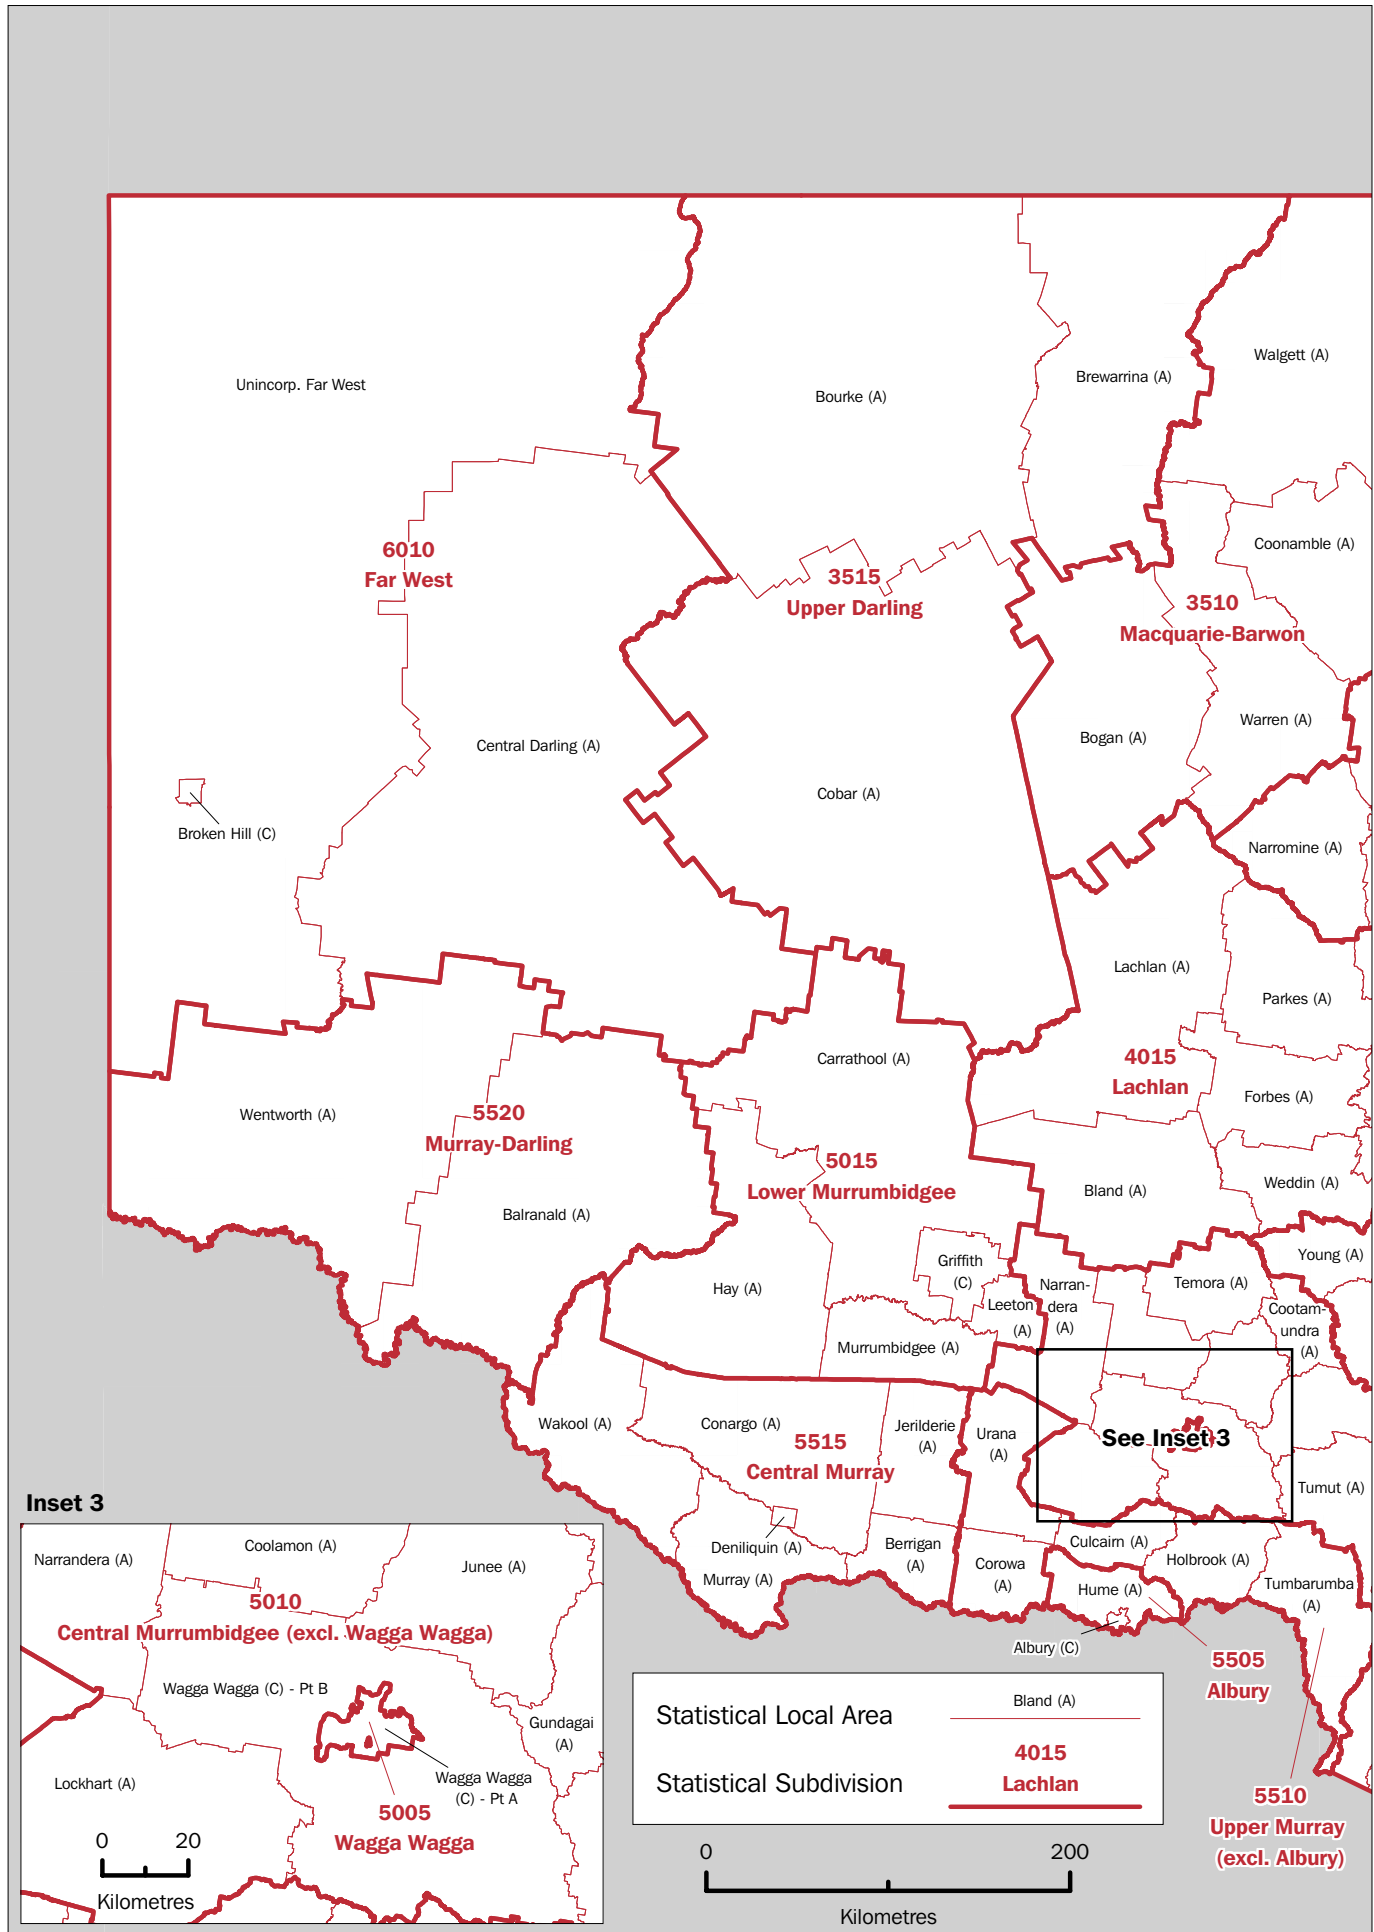 Walgett (A)
Brewarrina (A)
Unincorp. Far West
Bourke (A)
Coonamble (A)
6010
Far West
3515
Upper Darling
3510
Macquarie-Barwon
Warren (A)
Bogan (A)
Central Darling (A)
Cobar (A)
Broken Hill (C)
Narromine (A)
Lachlan (A)
Parkes (A)
Carrathool (A)
4015
Lachlan
Forbes (A)
Wentworth (A)
5520
Murray-Darling
5015
Lower Murrumbidgee
Bland (A)
Weddin (A)
Balranald (A)
Young (A)
Griffith
(C)
Hay (A)
Narran-
dera
(A)
Temora (A)
Leeton
(A)
Cootam-
undra
(A)
Murrumbidgee (A)
Wakool (A)
Conargo (A)
Jerilderie
(A)
Urana
(A)
See Inset 3
5515
Central Murray
Tumut (A)
Deniliquin (A)
Murray (A)
Berrigan
(A)
Culcairn (A)
Corowa
(A)
Holbrook (A)
Hume (A)
Tumbarumba
(A)
Albury (C)
5505
Albury
5510
Upper Murray
(excl. Albury)
Inset 3
Narrandera (A)
Coolamon (A)
Junee (A)
5010
Central Murrumbidgee (excl. Wagga Wagga)
Wagga Wagga (C) - Pt B
Gundagai
(A)
Lockhart (A)
Wagga Wagga
(C) - Pt A
5005
Wagga Wagga
0 20
Kilometres
Statistical Local Area
Bland (A)
Statistical Subdivision
4015
Lachlan
0 200
Kilometres